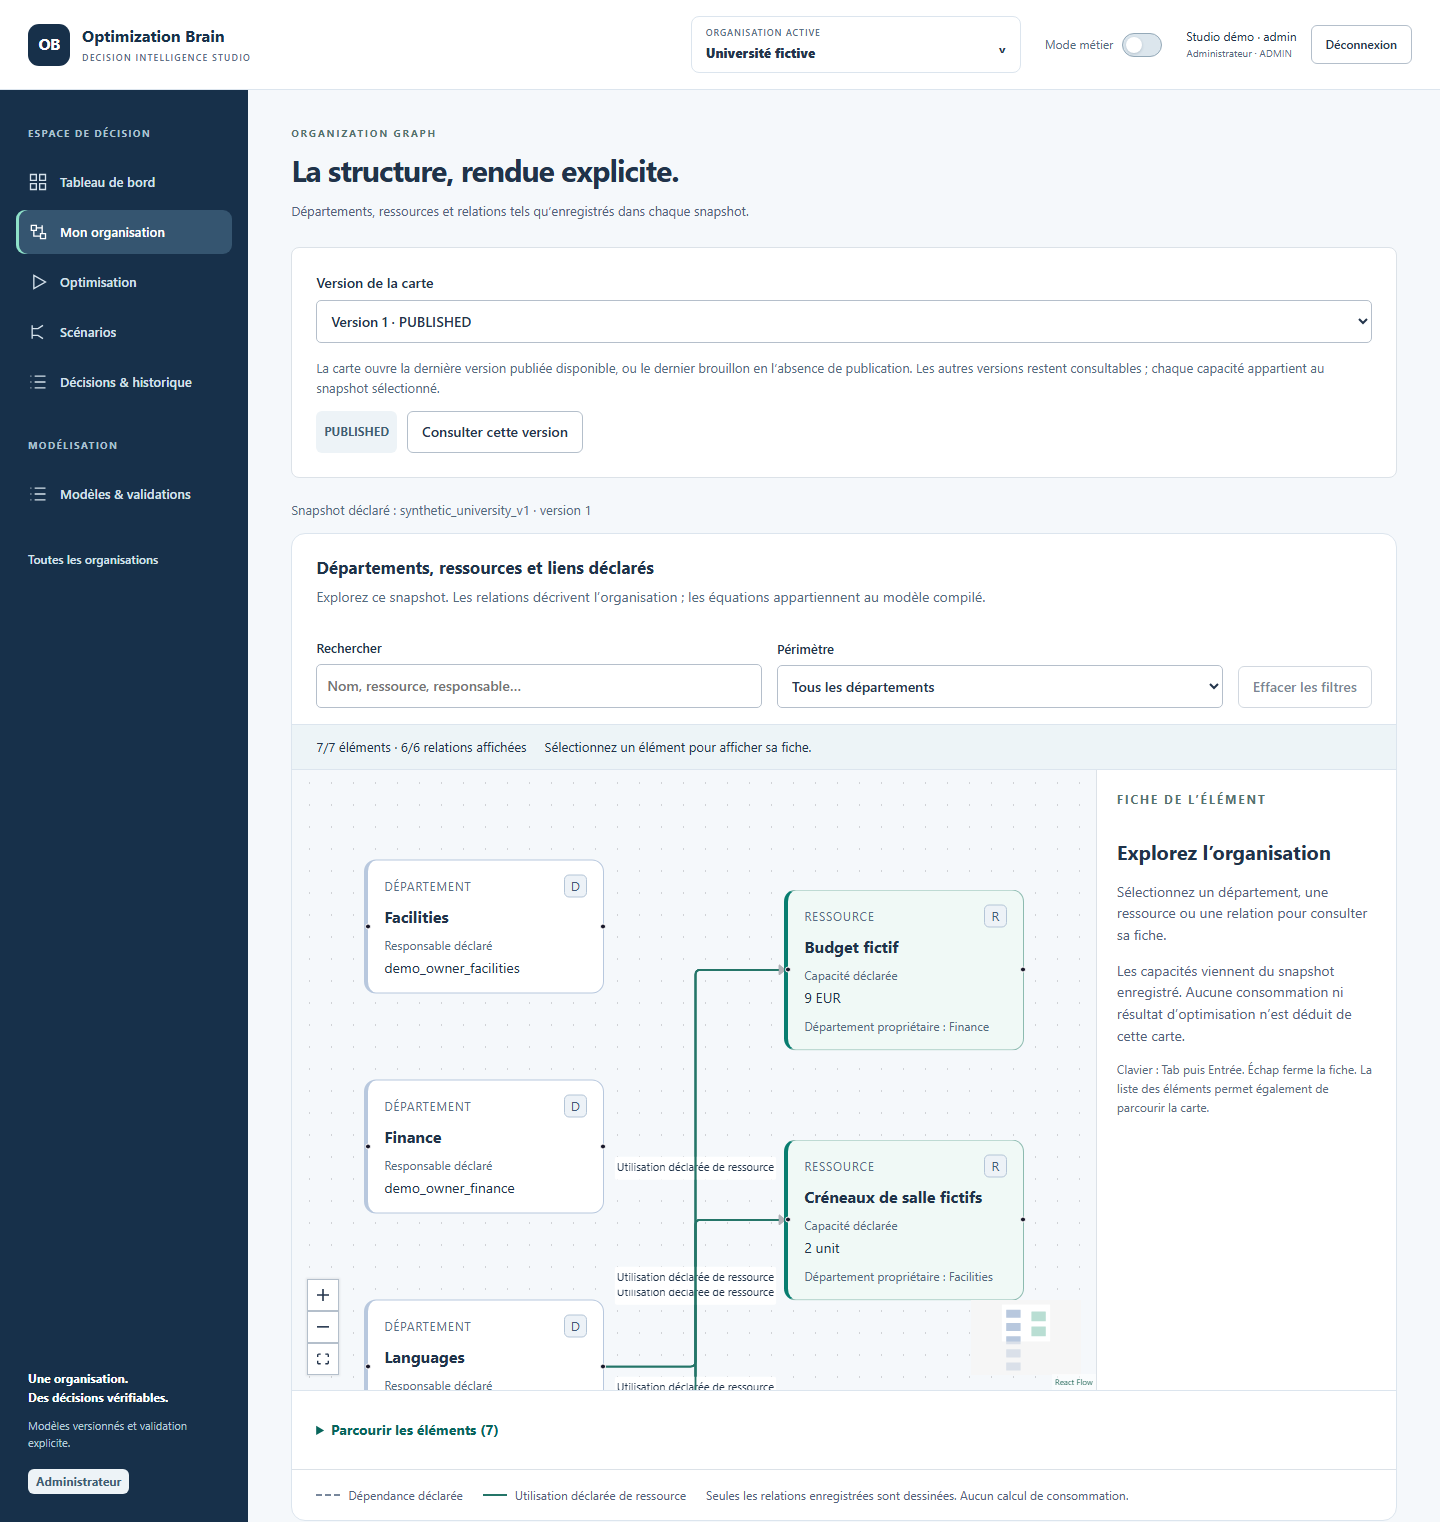 OB
Optimization Brain
DECISION INTELLIGENCE STUDIO
ORGANISATION ACTIVE
Université fictive
v
Mode métier
Studio démo · admin
Administrateur · ADMIN
Déconnexion
ESPACE DE DÉCISION
Tableau de bord
Mon organisation
Optimisation
Scénarios
Décisions & historique
MODÉLISATION
Modèles & validations
Toutes les organisations
Une organisation.
Des décisions vérifiables.
Modèles versionnés et validation
explicite.
Administrateur
ORGANIZATION GRAPH
La structure, rendue explicite.
Départements, ressources et relations tels qu’enregistrés dans chaque snapshot.
Version de la carte
Version 1 · PUBLISHED
La carte ouvre la dernière version publiée disponible, ou le dernier brouillon en l’absence de publication. Les autres versions restent consultables ; chaque capacité appartient au
snapshot sélectionné.
PUBLISHED
Consulter cette version
Snapshot déclaré : synthetic_university_v1 · version 1
Départements, ressources et liens déclarés
Explorez ce snapshot. Les relations décrivent l’organisation ; les équations appartiennent au modèle compilé.
Rechercher
Nom, ressource, responsable...
Périmètre
Tous les départements
Effacer les filtres
7/7 éléments · 6/6 relations affichées
Sélectionnez un élément pour afficher sa fiche.
DÉPARTEMENT
D
Facilities
Responsable déclaré
demo_owner_facilities
RESSOURCE
R
Budget fictif
Capacité déclarée
9 EUR
Département propriétaire : Finance
DÉPARTEMENT
D
Finance
Responsable déclaré
demo_owner_finance
Utilisation déclarée de ressource
RESSOURCE
R
Créneaux de salle fictifs
Capacité déclarée
2 unit
Département propriétaire : Facilities
Utilisation déclarée de ressource
Utilisation déclarée de ressource
DÉPARTEMENT
D
Languages
Responsable déclaré
Utilisation déclarée de ressource
React Flow
FICHE DE L’ÉLÉMENT
Explorez l’organisation
Sélectionnez un département, une
ressource ou une relation pour consulter
sa fiche.
Les capacités viennent du snapshot
enregistré. Aucune consommation ni
résultat d’optimisation n’est déduit de
cette carte.
Clavier : Tab puis Entrée. Échap ferme la fiche. La
liste des éléments permet également de
parcourir la carte.
Parcourir les éléments (7)
Dépendance déclarée
Utilisation déclarée de ressource
Seules les relations enregistrées sont dessinées. Aucun calcul de consommation.